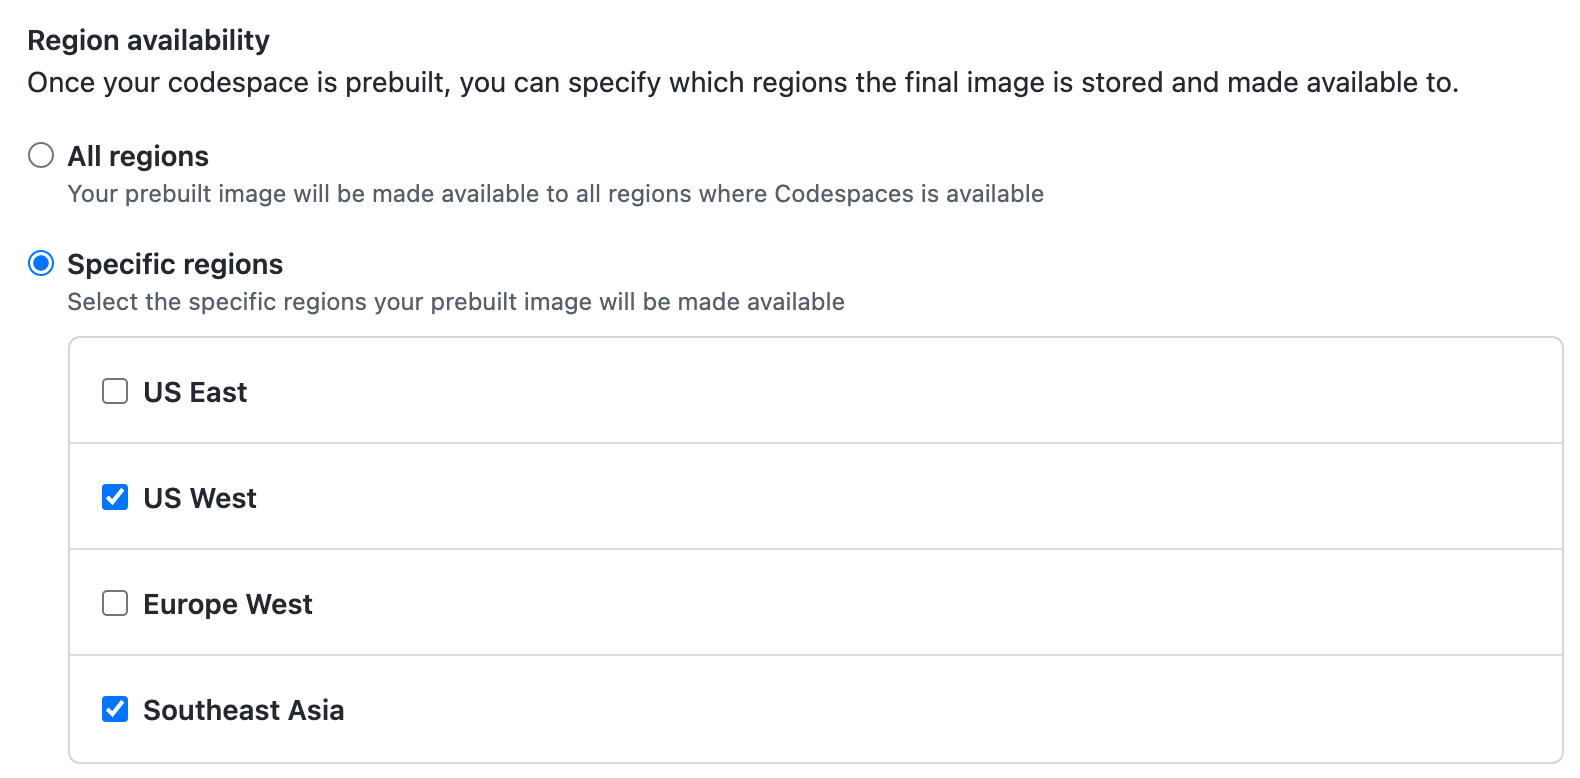 Region availability
Once your codespace is prebuilt, you can specify which regions the final image is stored and made available to.
All regions
Your prebuilt image will be made available to all regions where Codespaces is available
Specific regions
Select the specific regions your prebuilt image will be made available
US East
US West
Europe West
Southeast Asia